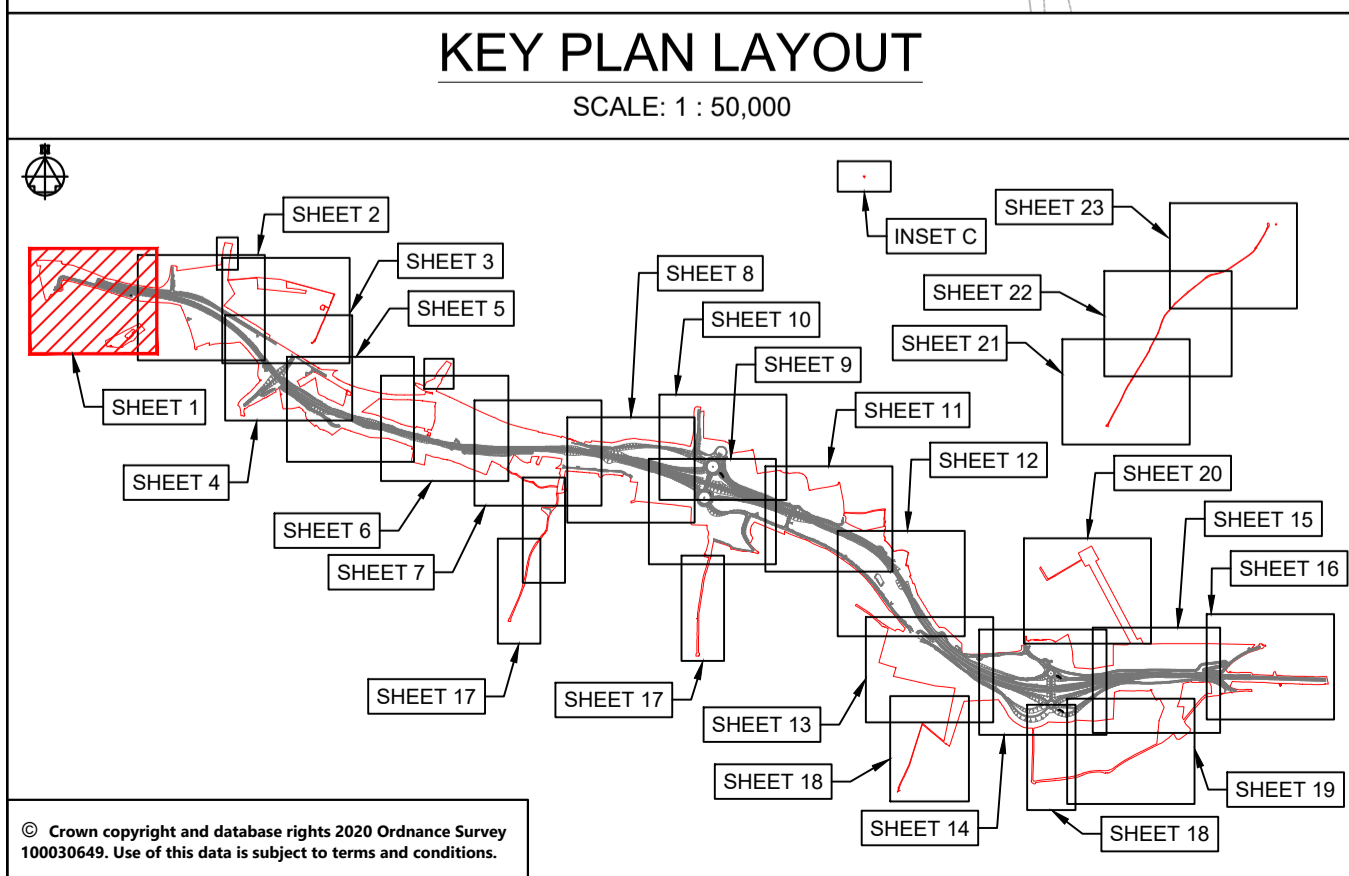 KEY PLAN LAYOUT
SCALE: 1 : 50,000
N
SHEET 2
SHEET 23
INSET C
SHEET 3
SHEET 8
SHEET 22
SHEET 5
SHEET 10
SHEET 21
SHEET 9
SHEET 1
SHEET 11
SHEET 12
SHEET 4
SHEET 20
SHEET 15
SHEET 6
SHEET 16
SHEET 7
SHEET 17
SHEET 17
SHEET 13
SHEET 18
SHEET 19
SHEET 14
SHEET 18
© Crown copyright and database rights 2020 Ordnance Survey
100030649. Use of this data is subject to terms and conditions.